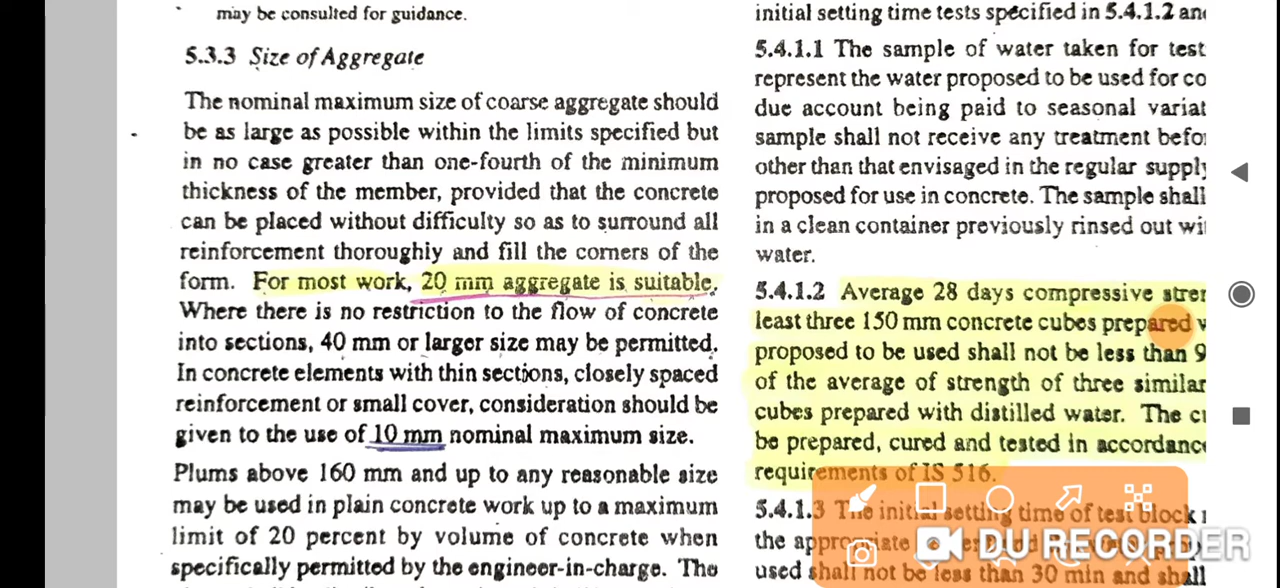 may be consulted for guidance.
5.3.3 Size of Aggregate
The nominal maximum size of coarse aggregate should
be as large as possible within the limits specified but
in no case greater than one-fourth of the minimum
thickness of the member, provided that the concrete
can be placed without difficulty so as to surround all
reinforcement thoroughly and fill the corners of the
form. For most work, 20 mm aggregate is suitable.
Where there is no restriction to the flow of concrete
into sections, 40 mm or larger size may be permitted.
In concrete elements with thin sections, closely spaced
reinforcement or small cover, consideration should be
given to the use of 10 mm nominal maximum size.
Plums above 160 mm and up to any reasonable size
may be used in plain concrete work up to a maximum
limit of 20 percent by volume of concrete when
specifically permitted by the engineer-in-charge. The
initial setting time tests specified in 5.4.1.2 and
5.4.1.1 The sample of water taken for test
represent the water proposed to be used for co
due account being paid to seasonal variat
sample shall not receive any treatment befo
other than that envisaged in the regular supply
proposed for use in concrete. The sample shall
in a clean container previously rinsed out wi
water.
5.4.1.2 Average 28 days compressive stren
least three 150 mm concrete cubes prepared
proposed to be used shall not be less than 9
of the average of strength of three similar
cubes prepared with distilled water. The cu
be prepared, cured and tested in accordance
requirements of IS 516.
5.4.1.3 The initial setting time of test block
the appropriate
used shall not be less than 30 min and shall
DU RECORDER